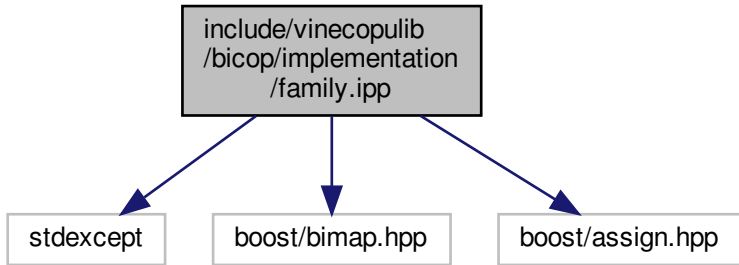 include/vinecopulib
/bicop/implementation
/family.ipp
stdexcept
boost/bimap.hpp
boost/assign.hpp